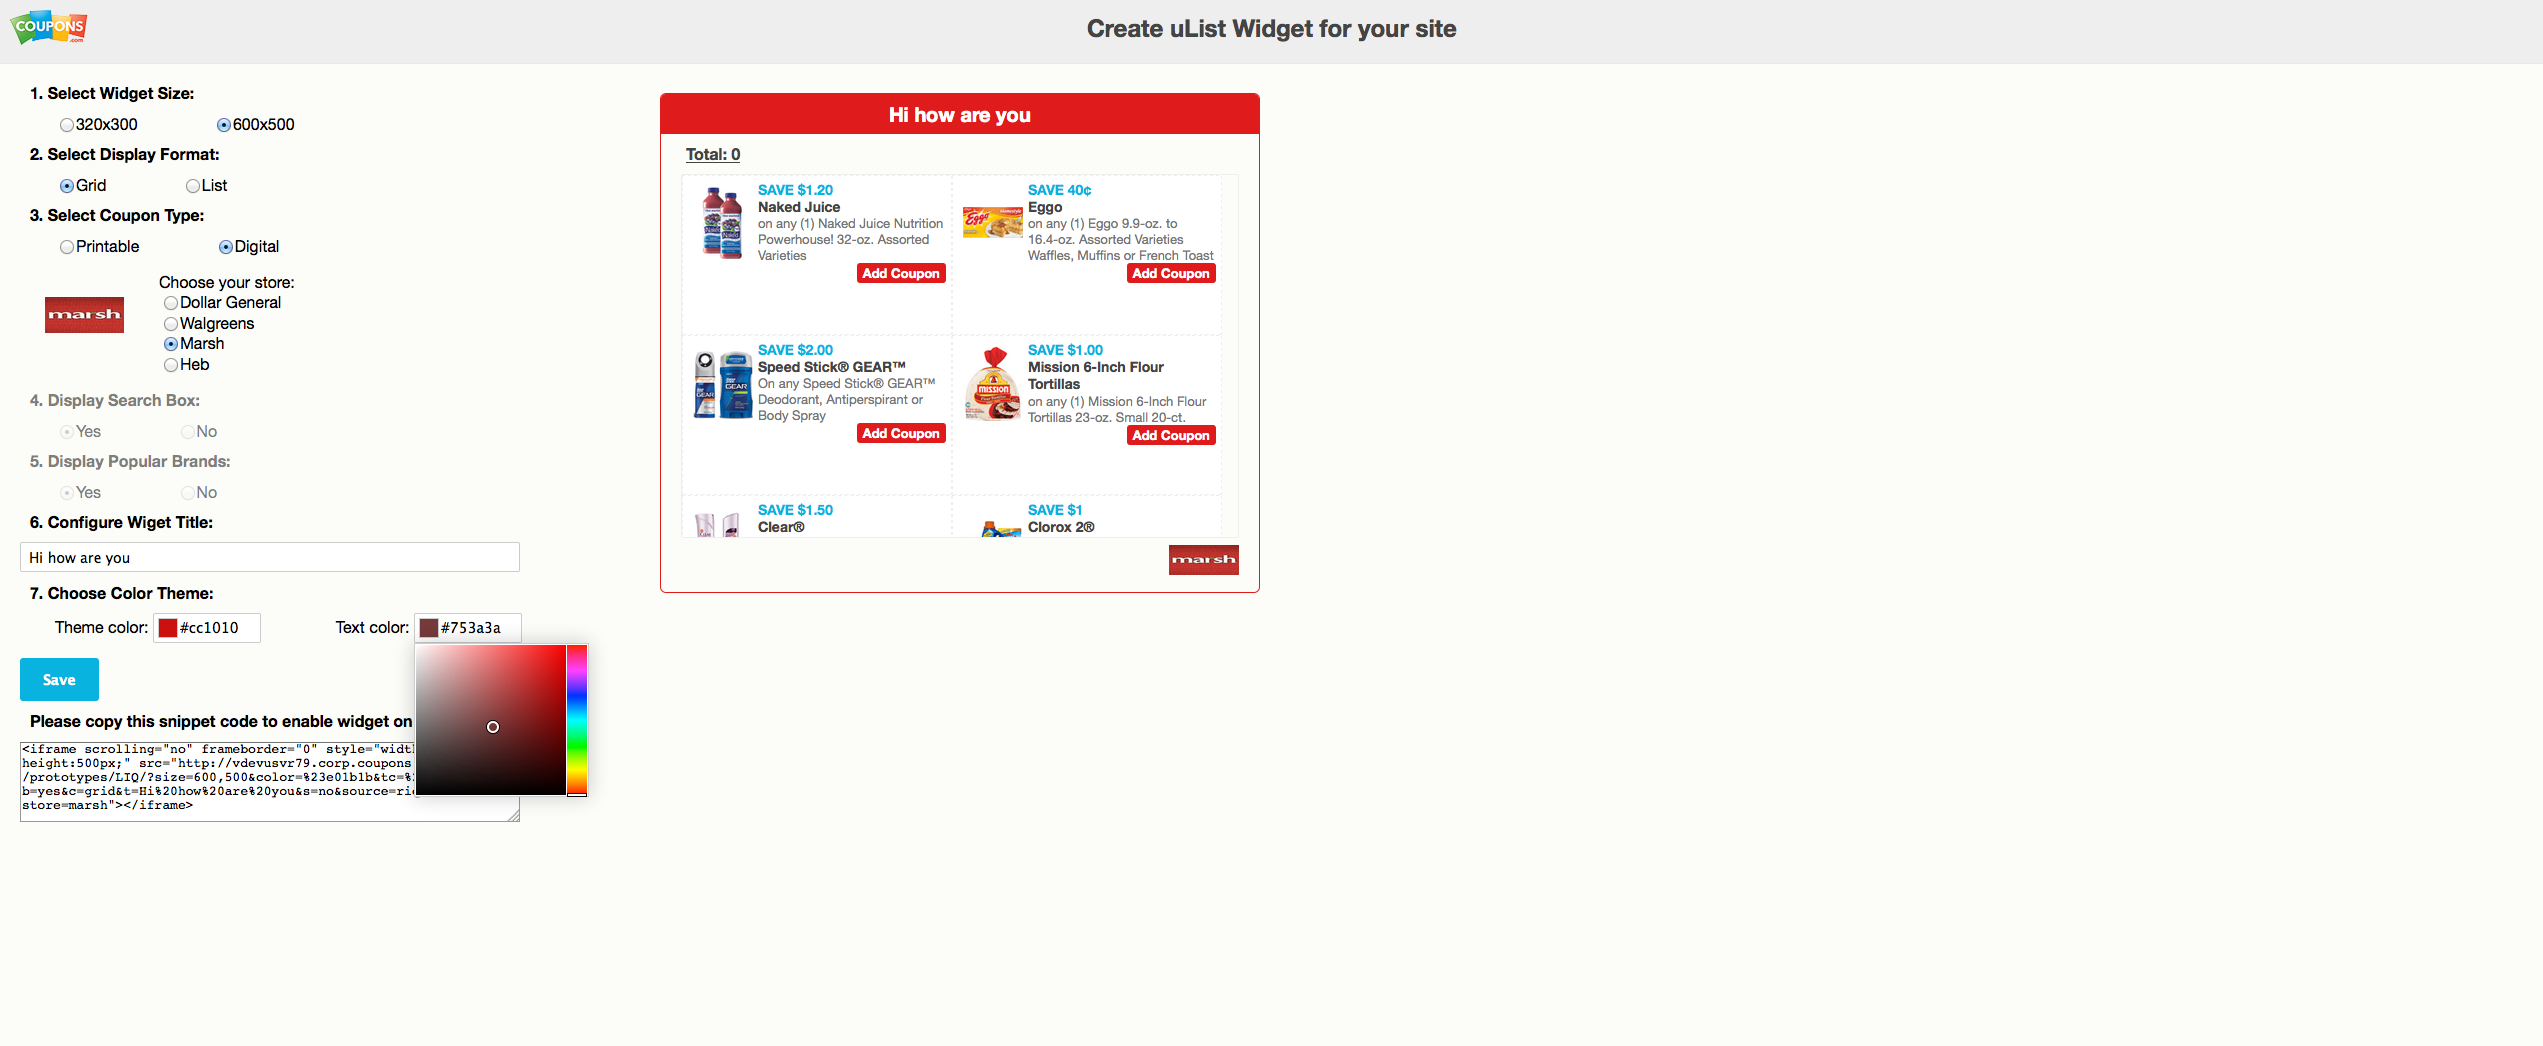 COUPONS
.com
Create uList Widget for your site
1. Select Widget Size:
320x300 600x500
2. Select Display Format:
Grid List
3. Select Coupon Type:
Printable Digital
marsh
Choose your store:
Dollar General
Walgreens
Marsh
Heb
4. Display Search Box:
Yes No
5. Display Popular Brands:
Yes No
6. Configure Wiget Title:
Hi how are you
7. Choose Color Theme:
Theme color: #cc1010 Text color: #753a3a
Save
Please copy this snippet code to enable widget on
<iframe scrolling="no" frameborder="0" style="widt
height:500px;" src="http://vdevusvr79.corp.coupons
/prototypes/LIQ/?size=600,500&color=%23e01b1b&tc=%
b=yes&c=grid&t=Hi%20how%20are%20you&s=no&source=ri
store=marsh"></iframe>
Hi how are you
Total: 0
SAVE $1.20
Naked Juice
on any (1) Naked Juice Nutrition
Powerhouse! 32-oz. Assorted
Varieties
Add Coupon
Naked
SAVE 40¢
Eggo
on any (1) Eggo 9.9-oz. to
16.4-oz. Assorted Varieties
Waffles, Muffins or French Toast
Add Coupon
Eggo
SAVE $2.00
Speed Stick® GEAR™
On any Speed Stick® GEAR™
Deodorant, Antiperspirant or
Body Spray
Add Coupon
GEAR
GEAR
SAVE $1.00
Mission 6-Inch Flour
Tortillas
on any (1) Mission 6-Inch Flour
Tortillas 23-oz. Small 20-ct.
Add Coupon
MISSION
SAVE $1.50
Clear®
SAVE $1
Clorox 2®
marsh